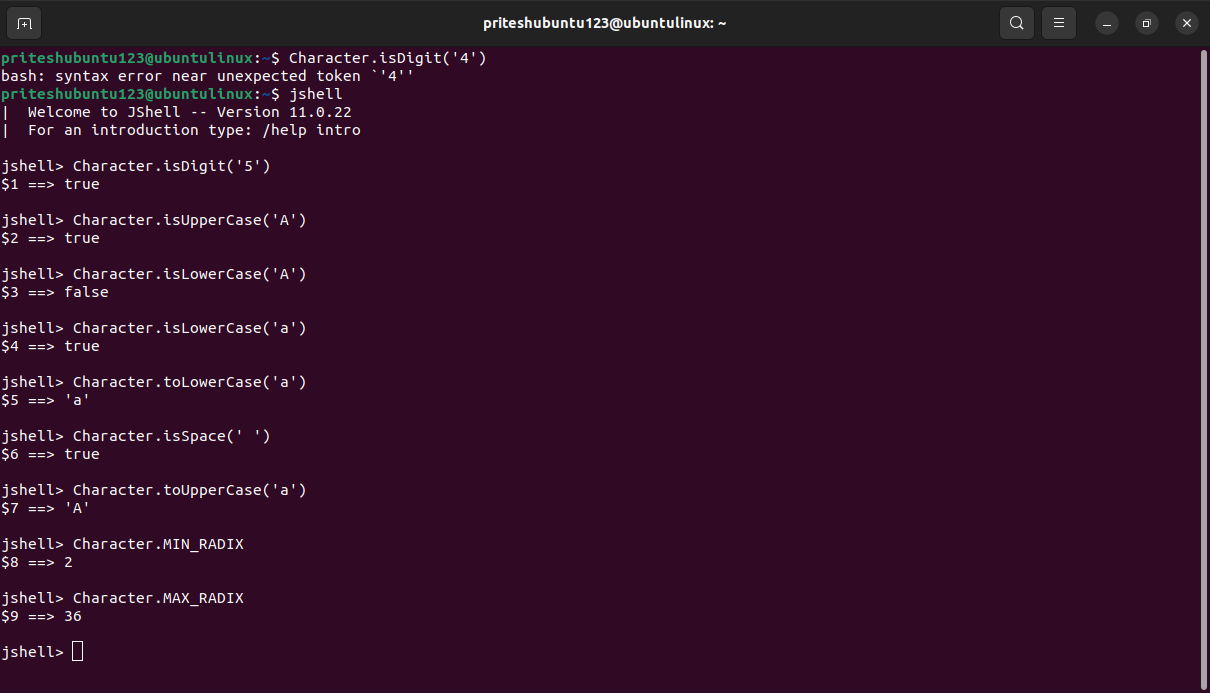 priteshubuntu123@ubuntulinux: ~
priteshubuntu123@ubuntulinux:~$ Character.isDigit('4')
bash: syntax error near unexpected token `'4''
priteshubuntu123@ubuntulinux:~$ jshell
|  Welcome to JShell -- Version 11.0.22
|  For an introduction type: /help intro
jshell> Character.isDigit('5')
$1 ==> true
jshell> Character.isUpperCase('A')
$2 ==> true
jshell> Character.isLowerCase('A')
$3 ==> false
jshell> Character.isLowerCase('a')
$4 ==> true
jshell> Character.toLowerCase('a')
$5 ==> 'a'
jshell> Character.isSpace(' ')
$6 ==> true
jshell> Character.toUpperCase('a')
$7 ==> 'A'
jshell> Character.MIN_RADIX
$8 ==> 2
jshell> Character.MAX_RADIX
$9 ==> 36
jshell>